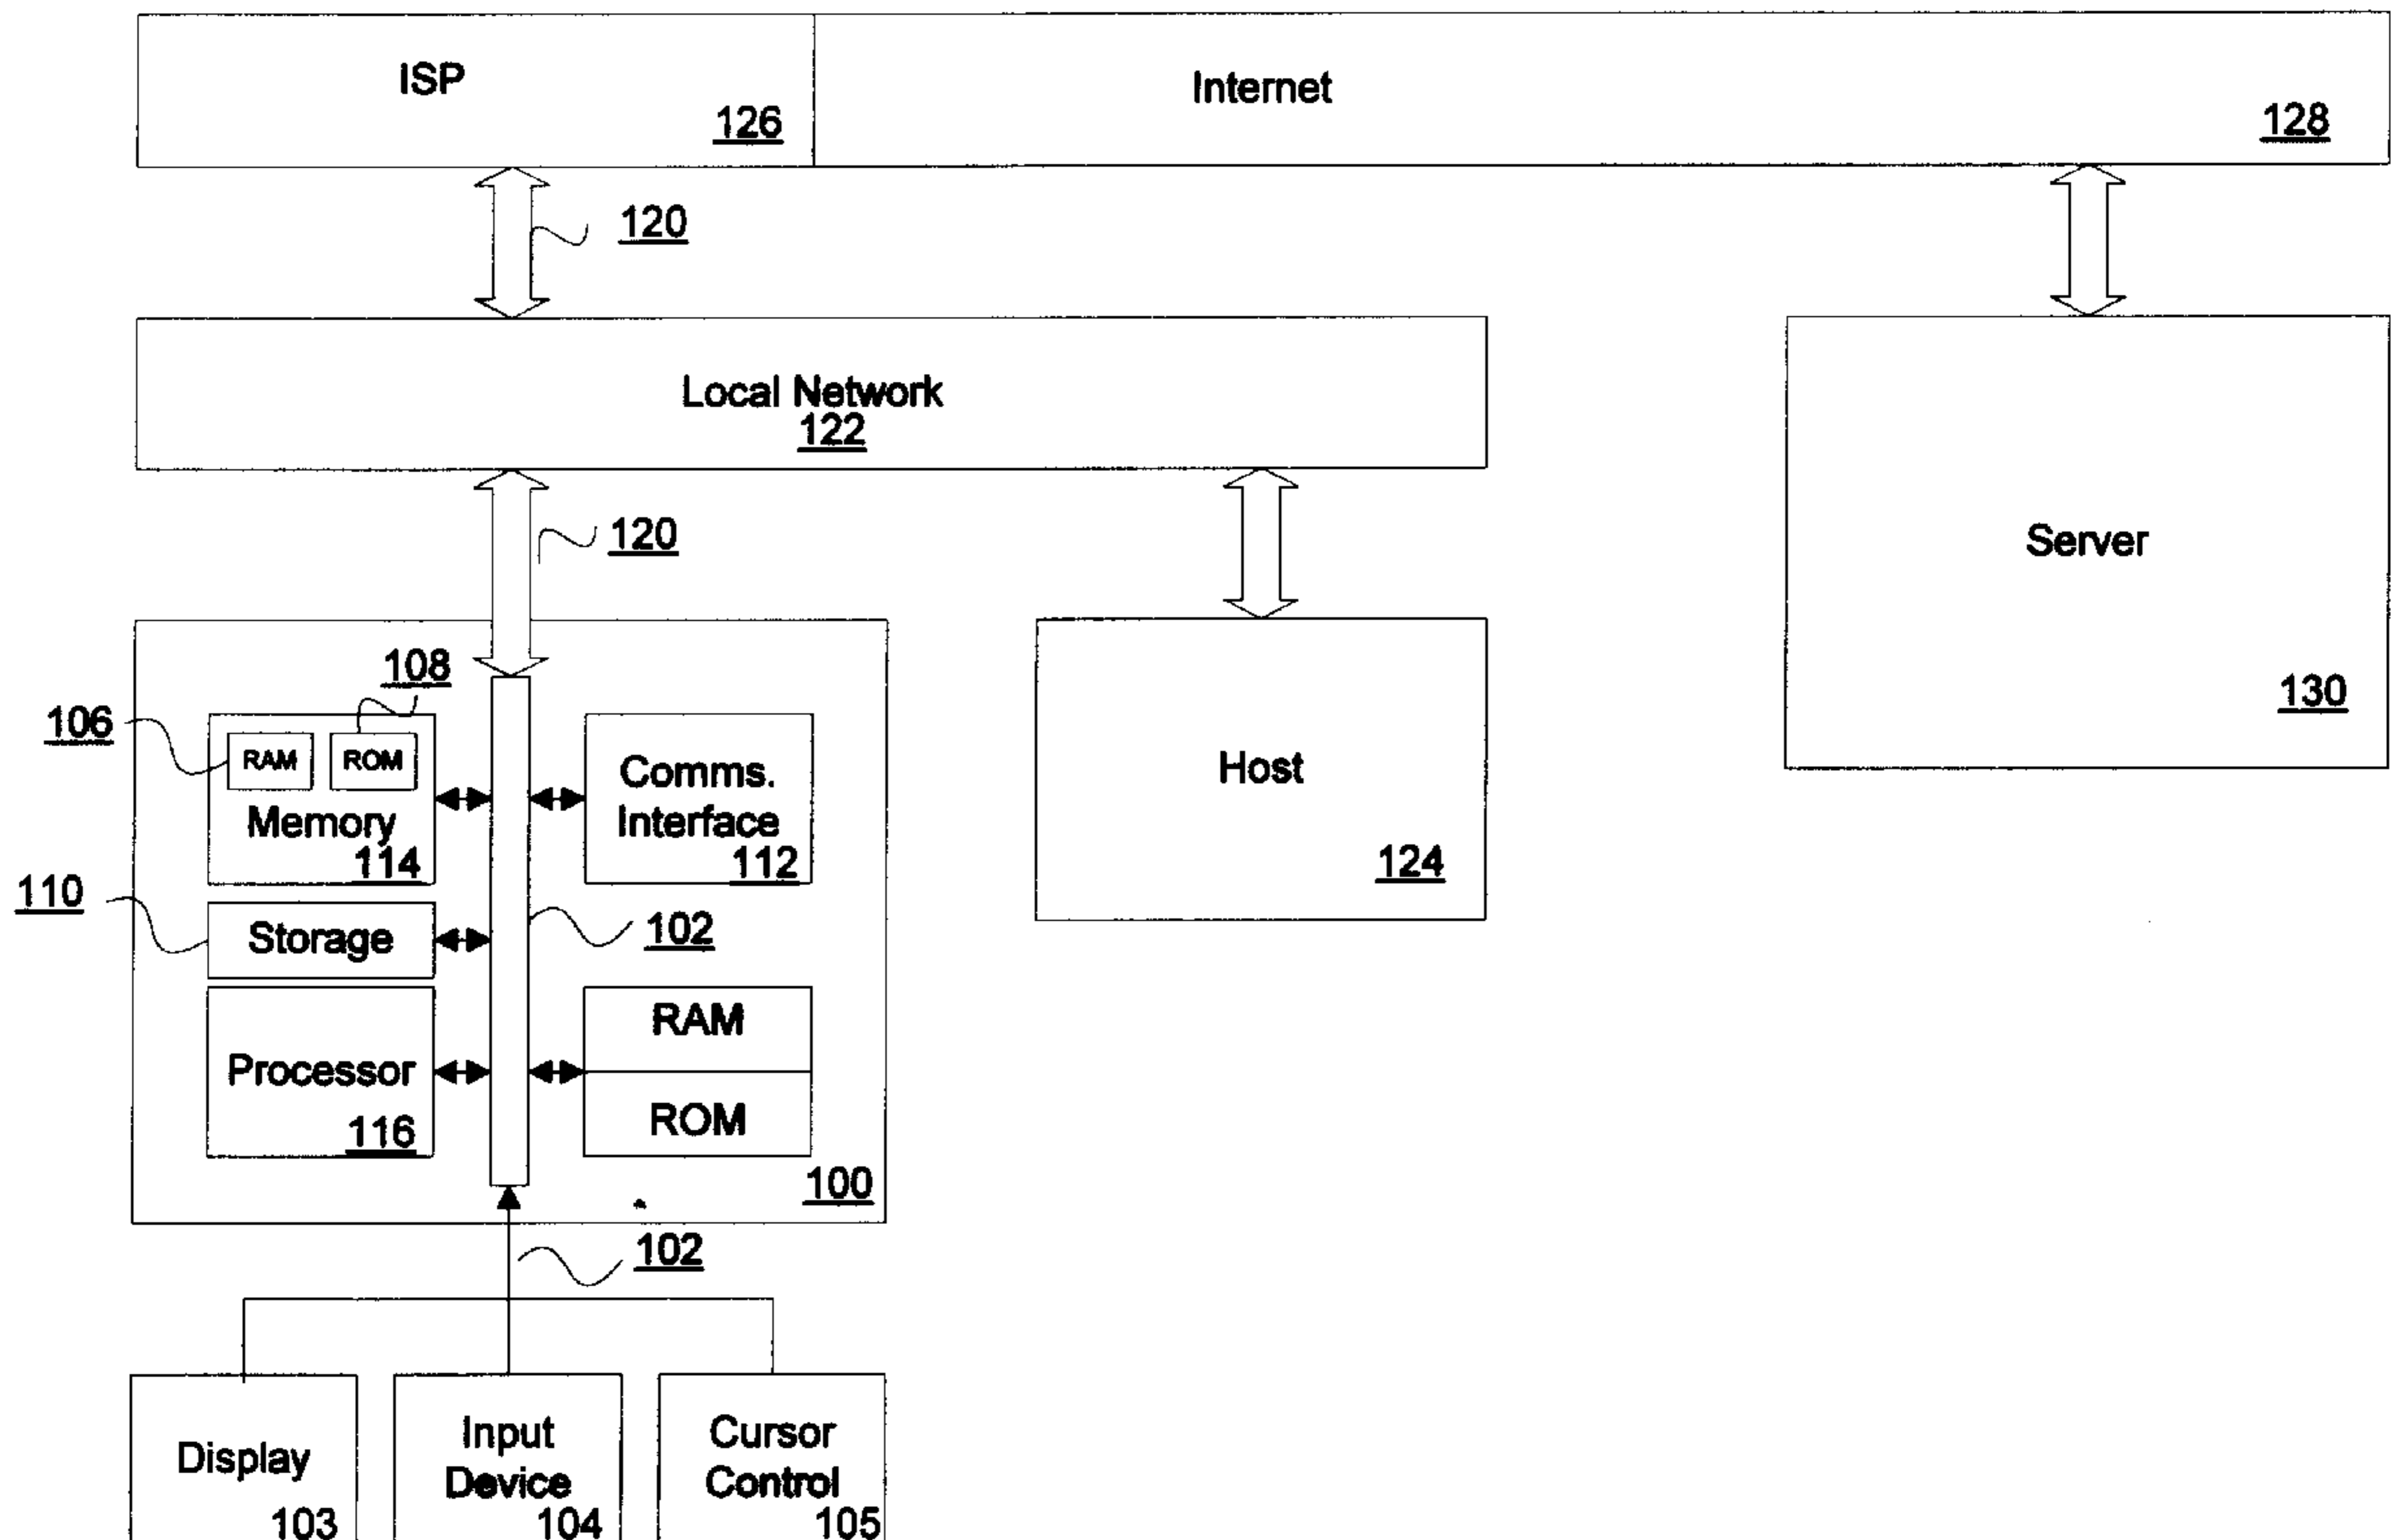 ISP
126
Internet
128
120
Local Network
122
120
Server
130
108
106
RAM
ROM
Memory
114
Comms.
Interface
112
Host
124
110
Storage
102
Processor
116
RAM
ROM
100
102
Display
103
Input
Device
104
Cursor
Control
105